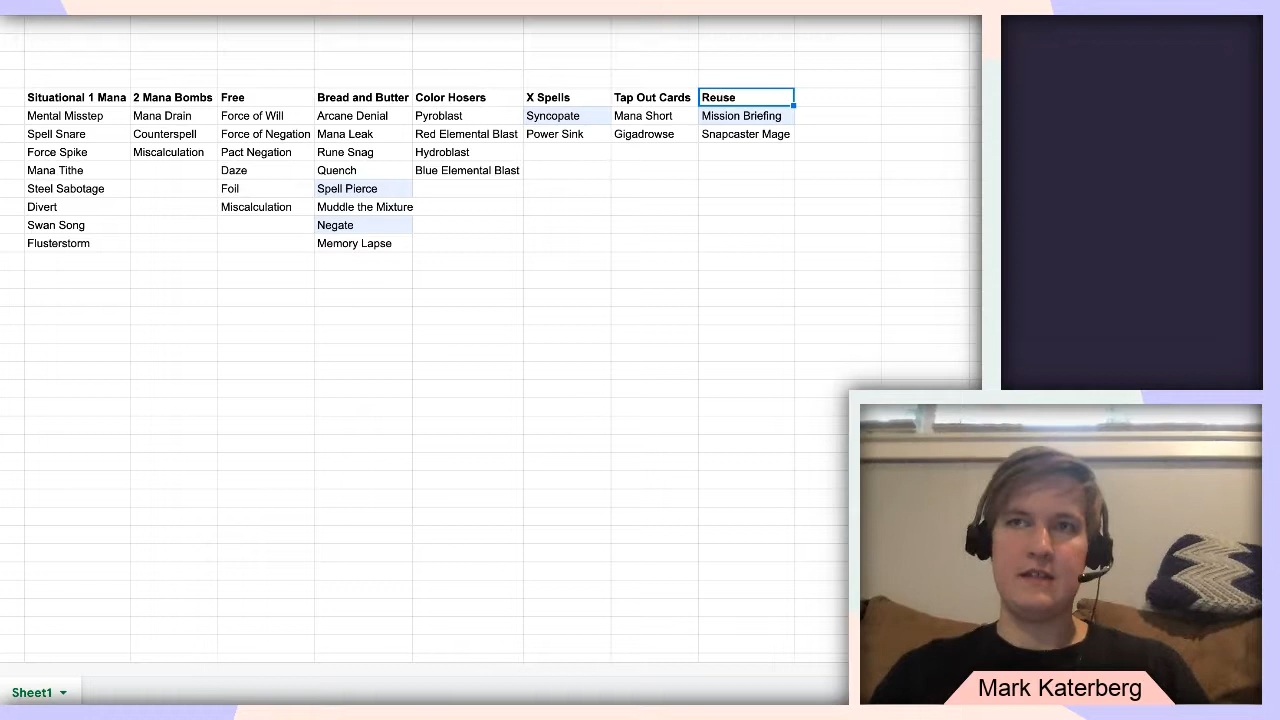 Situational 1 Mana 2 Mana Bombs Free Bread and Butter Color Hosers X Spells Tap Out Cards Reuse
Mental Misstep Mana Drain Force of Will Arcane Denial Pyroblast Syncopate Mana Short Mission Briefing
Spell Snare Counterspell Force of Negation Mana Leak Red Elemental Blast Power Sink Gigadrowse Snapcaster Mage
Force Spike Miscalculation Pact Negation Rune Snag Hydroblast
Mana Tithe Daze Quench Blue Elemental Blast
Steel Sabotage Foil Spell Pierce
Divert Miscalculation Muddle the Mixture
Swan Song Negate
Flusterstorm Memory Lapse
Sheet1
Mark Katerberg